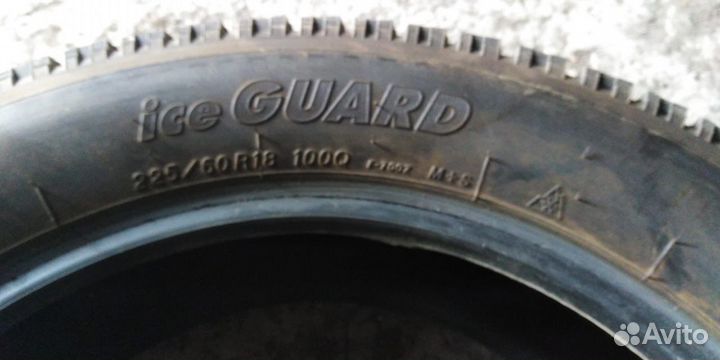 ice GUARD
225/60R18 100Q M+S
Avito